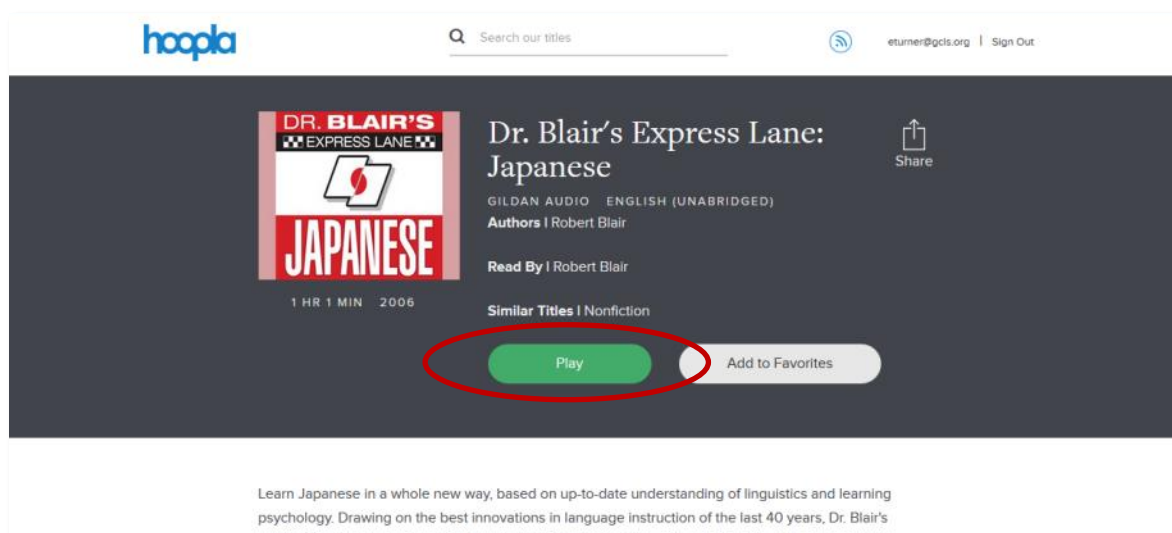 hoopla
Search our titles
eturner@gcls.org | Sign Out
DR. BLAIR'S
EXPRESS LANE
JAPANESE
1 HR 1 MIN 2006
Dr. Blair's Express Lane:
Japanese
Share
GILDAN AUDIO ENGLISH (UNABRIDGED)
Authors | Robert Blair
Read By | Robert Blair
Similar Titles | Nonfiction
Play
Add to Favorites
Learn Japanese in a whole new way, based on up-to-date understanding of linguistics and learning
psychology. Drawing on the best innovations in language instruction of the last 40 years, Dr. Blair's